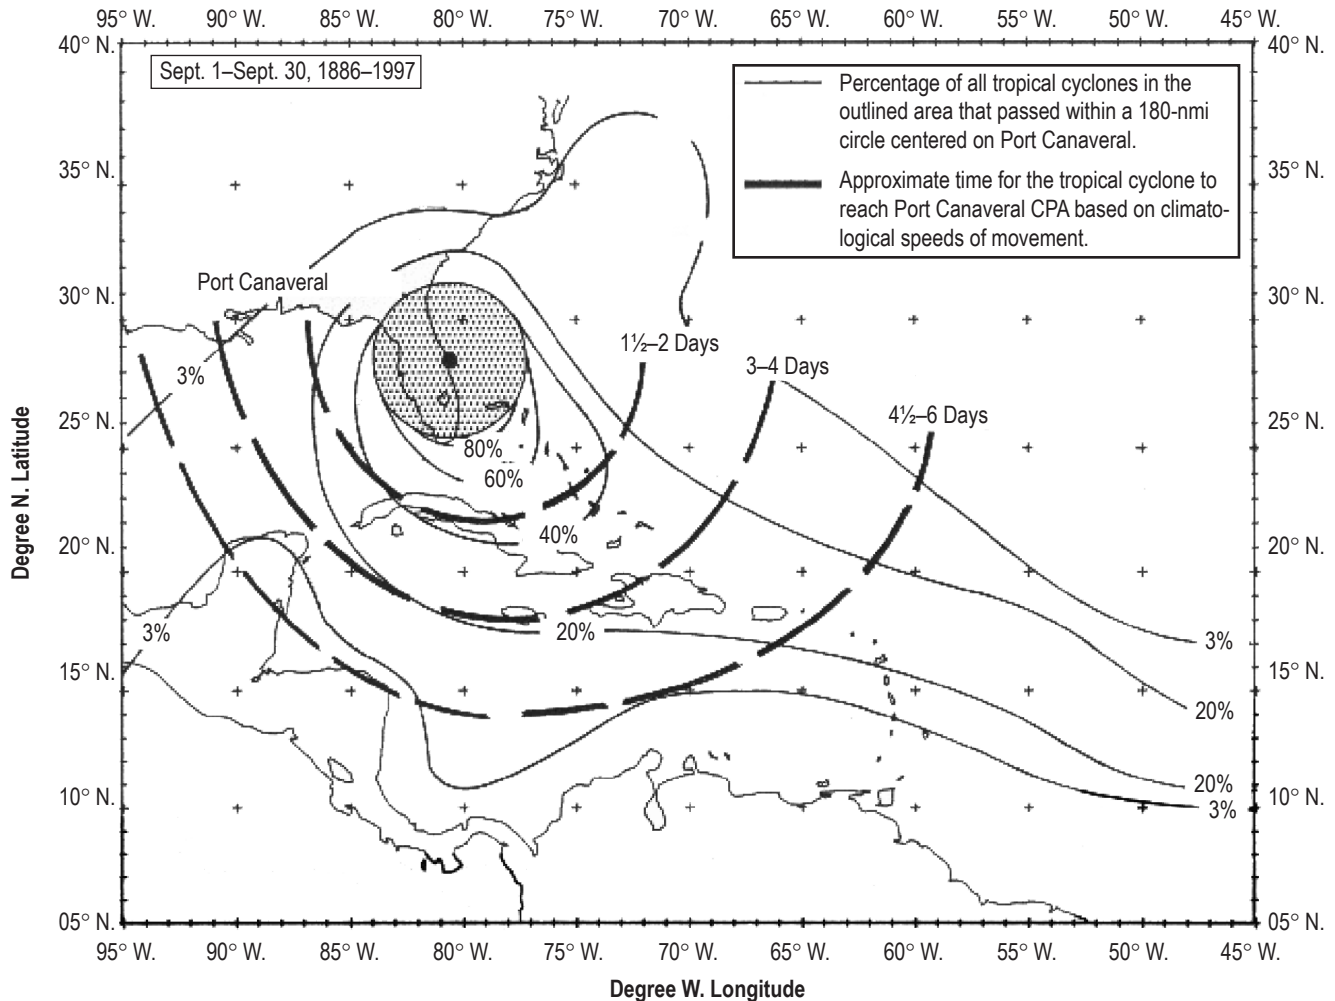 95° W. 90° W. 85° W. 80° W. 75° W. 70° W. 65° W. 60° W. 55° W. 50° W. 45° W.
40° N. 40° N.
Sept. 1–Sept. 30, 1886–1997
Percentage of all tropical cyclones in the
outlined area that passed within a 180-nmi
circle centered on Port Canaveral.
35° N. 35° N.
Approximate time for the tropical cyclone to
reach Port Canaveral CPA based on climato-
logical speeds of movement.
Port Canaveral
30° N. 30° N.
1½–2 Days
3–4 Days
3%
4½–6 Days
25° N. 25° N.
80%
60%
40%
20° N. 20° N.
3% 20% 3%
15° N. 15° N.
20%
20%
10° N. 10° N.
3%
05° N. 05° N.
95° W. 90° W. 85° W. 80° W. 75° W. 70° W. 65° W. 60° W. 55° W. 50° W. 45° W.
Degree N. Latitude
Degree W. Longitude